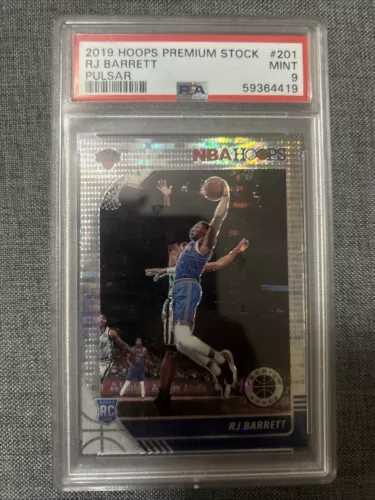 2019 HOOPS PREMIUM STOCK #201
RJ BARRETT MINT
PULSAR PSA 9
59364419
NBA HOOPS
RC
RJ BARRETT